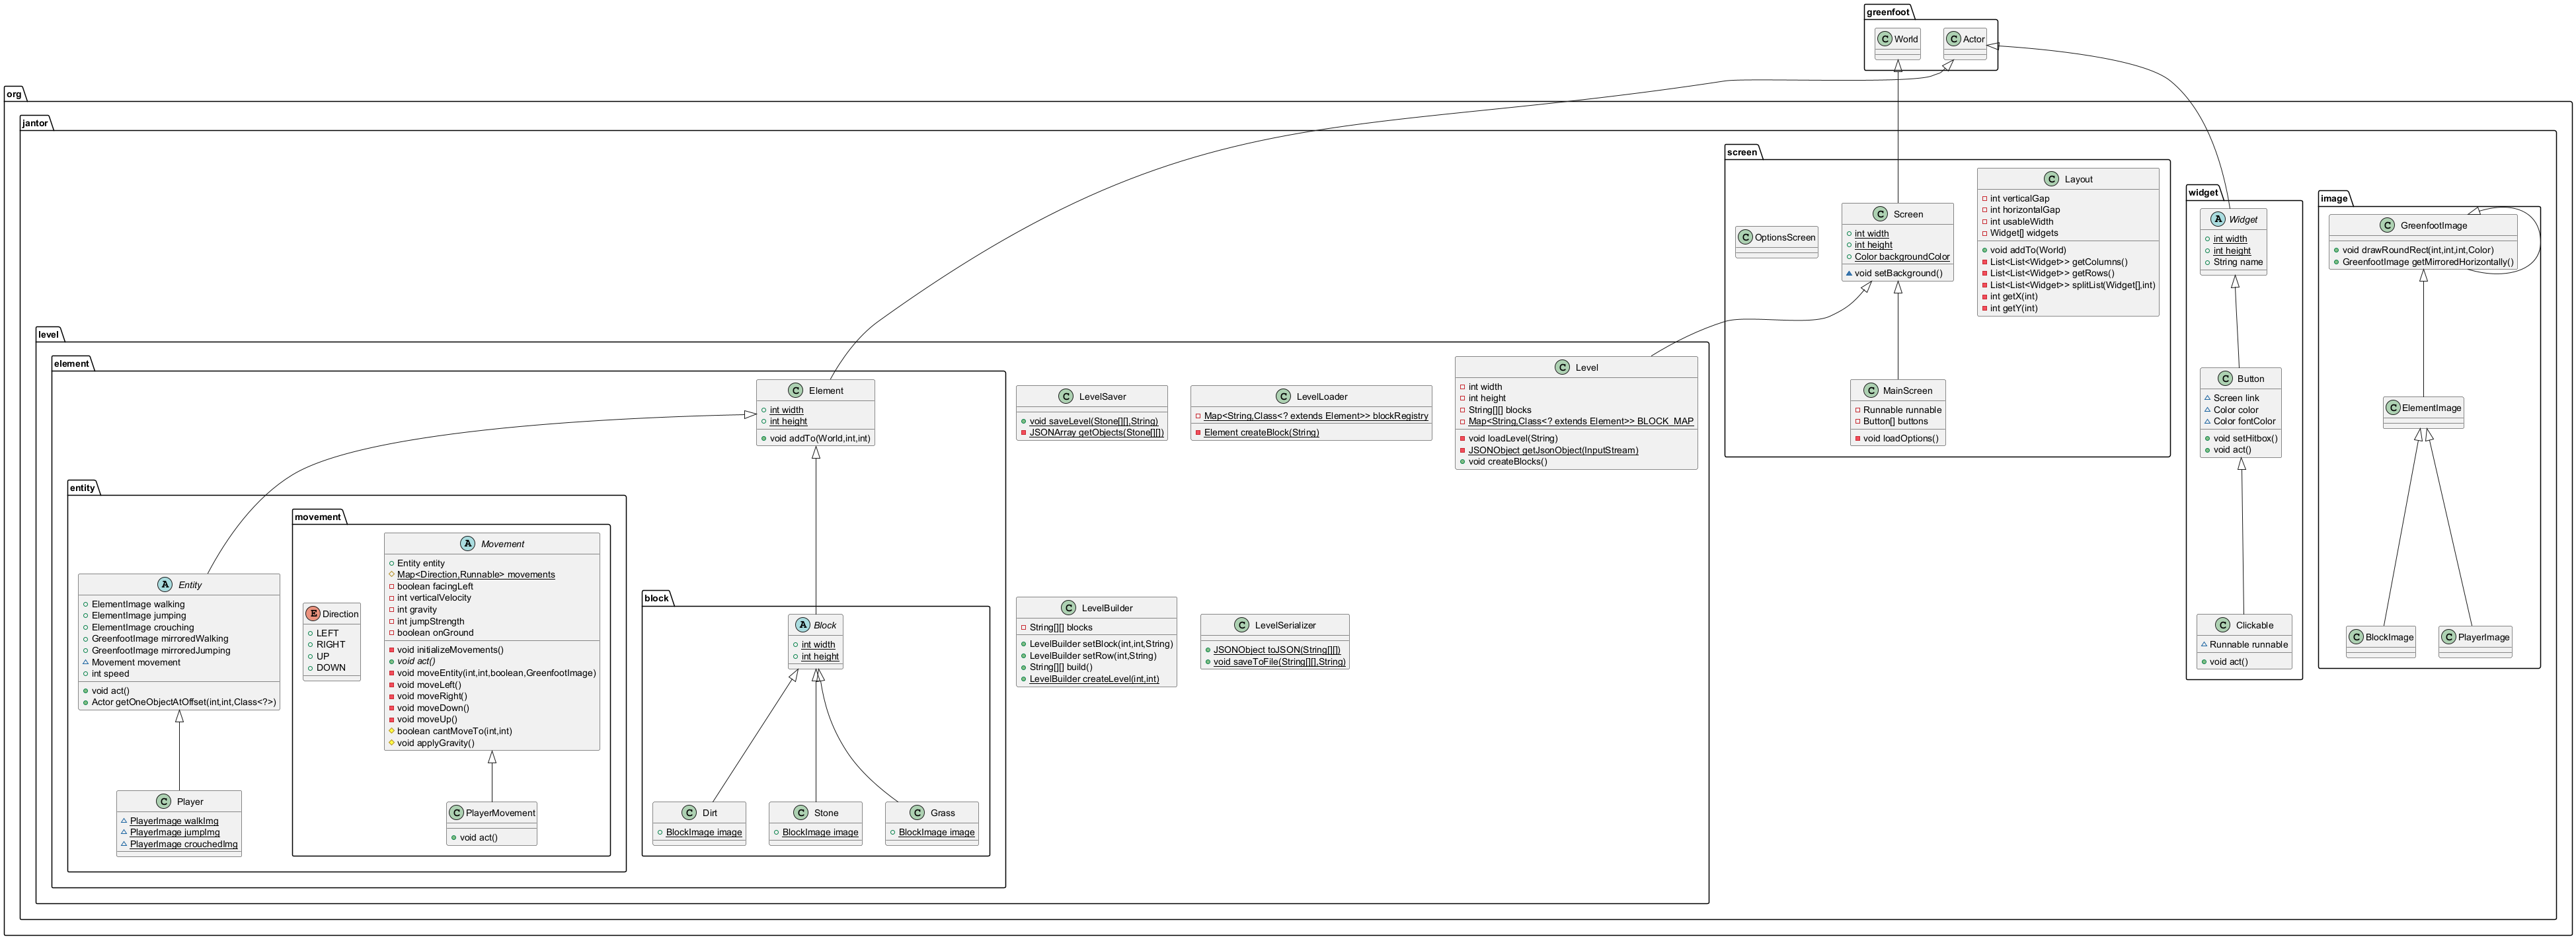 greenfoot
C World
C Actor
org
jantor
screen
C Layout
int verticalGap
int horizontalGap
int usableWidth
Widget[] widgets
void addTo(World)
List<List<Widget>> getColumns()
List<List<Widget>> getRows()
List<List<Widget>> splitList(Widget[],int)
int getX(int)
int getY(int)
C Screen
int width
int height
Color backgroundColor
void setBackground()
C OptionsScreen
C MainScreen
Runnable runnable
Button[] buttons
void loadOptions()
widget
A Widget
int width
int height
String name
C Button
Screen link
Color color
Color fontColor
void setHitbox()
void act()
C Clickable
Runnable runnable
void act()
image
C GreenfootImage
void drawRoundRect(int,int,int,Color)
GreenfootImage getMirroredHorizontally()
C ElementImage
C BlockImage
C PlayerImage
level
element
C Element
int width
int height
void addTo(World,int,int)
C LevelSaver
void saveLevel(Stone[][],String)
JSONArray getObjects(Stone[][])
C LevelLoader
Map<String,Class<? extends Element>> blockRegistry
Element createBlock(String)
C Level
int width
int height
String[][] blocks
Map<String,Class<? extends Element>> BLOCK_MAP
void loadLevel(String)
JSONObject getJsonObject(InputStream)
void createBlocks()
C LevelBuilder
String[][] blocks
LevelBuilder setBlock(int,int,String)
LevelBuilder setRow(int,String)
String[][] build()
LevelBuilder createLevel(int,int)
C LevelSerializer
JSONObject toJSON(String[][])
void saveToFile(String[][],String)
entity
A Entity
ElementImage walking
ElementImage jumping
ElementImage crouching
GreenfootImage mirroredWalking
GreenfootImage mirroredJumping
Movement movement
int speed
void act()
Actor getOneObjectAtOffset(int,int,Class<?>)
C Player
PlayerImage walkImg
PlayerImage jumpImg
PlayerImage crouchedImg
movement
E Direction
LEFT
RIGHT
UP
DOWN
A Movement
Entity entity
Map<Direction,Runnable> movements
boolean facingLeft
int verticalVelocity
int gravity
int jumpStrength
boolean onGround
void initializeMovements()
void act()
void moveEntity(int,int,boolean,GreenfootImage)
void moveLeft()
void moveRight()
void moveDown()
void moveUp()
boolean cantMoveTo(int,int)
void applyGravity()
C PlayerMovement
void act()
block
A Block
int width
int height
C Dirt
BlockImage image
C Stone
BlockImage image
C Grass
BlockImage image